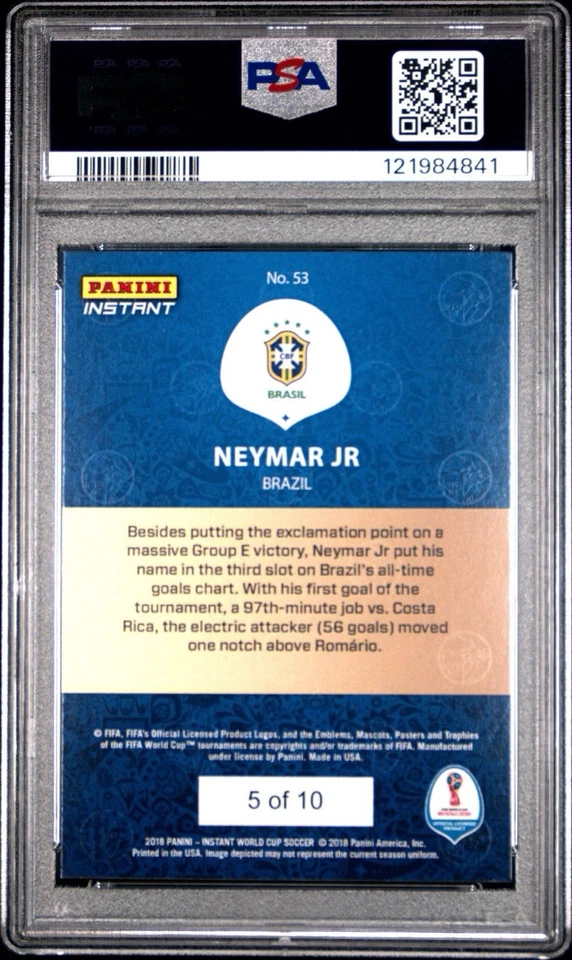 PSA
121984841
PANINI
INSTANT
No. 53
CBF
BRASIL
NEYMAR JR
BRAZIL
Besides putting the exclamation point on a
massive Group E victory, Neymar Jr put his
name in the third slot on Brazil's all-time
goals chart. With his first goal of the
tournament, a 97th-minute job vs. Costa
Rica, the electric attacker (56 goals) moved
one notch above Romário.
© FIFA, FIFA's Official Licensed Product Logos, and the Emblems, Mascots, Posters and Trophies
of the FIFA World Cup™ tournaments are copyrights and/or trademarks of FIFA. Manufactured
under license by Panini. Made in USA.
5 of 10
OFFICIAL LICENSED
PRODUCT
2018 PANINI – INSTANT WORLD CUP SOCCER © 2018 Panini America, Inc.
Printed in the USA. Image depicted may not represent the current season uniform.